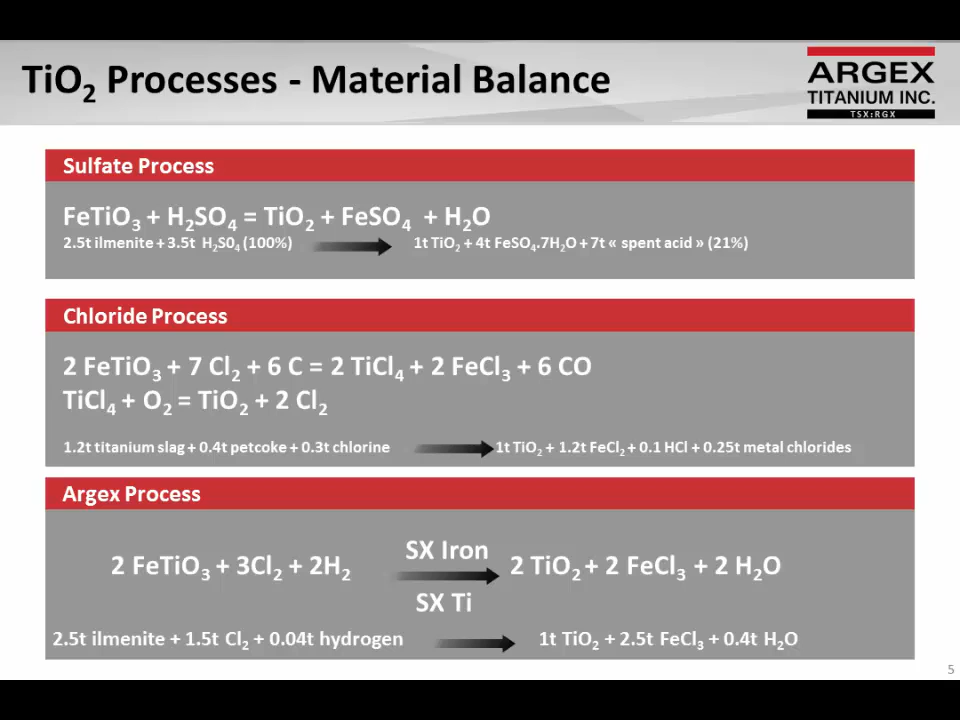 TiO₂ Processes - Material Balance
ARGEX
TITANIUM INC.
TSX:RGX
Sulfate Process
FeTiO₃ + H₂SO₄ = TiO₂ + FeSO₄ + H₂O
2.5t ilmenite + 3.5t H₂S0₄ (100%) 1t TiO₂ + 4t FeSO₄.7H₂O + 7t « spent acid » (21%)
Chloride Process
2 FeTiO₃ + 7 Cl₂ + 6 C = 2 TiCl₄ + 2 FeCl₃ + 6 CO
TiCl₄ + O₂ = TiO₂ + 2 Cl₂
1.2t titanium slag + 0.4t petcoke + 0.3t chlorine 1t TiO₂ + 1.2t FeCl₂ + 0.1 HCl + 0.25t metal chlorides
Argex Process
SX Iron
2 FeTiO₃ + 3Cl₂ + 2H₂ 2 TiO₂ + 2 FeCl₃ + 2 H₂O
SX Ti
2.5t ilmenite + 1.5t Cl₂ + 0.04t hydrogen 1t TiO₂ + 2.5t FeCl₃ + 0.4t H₂O
5